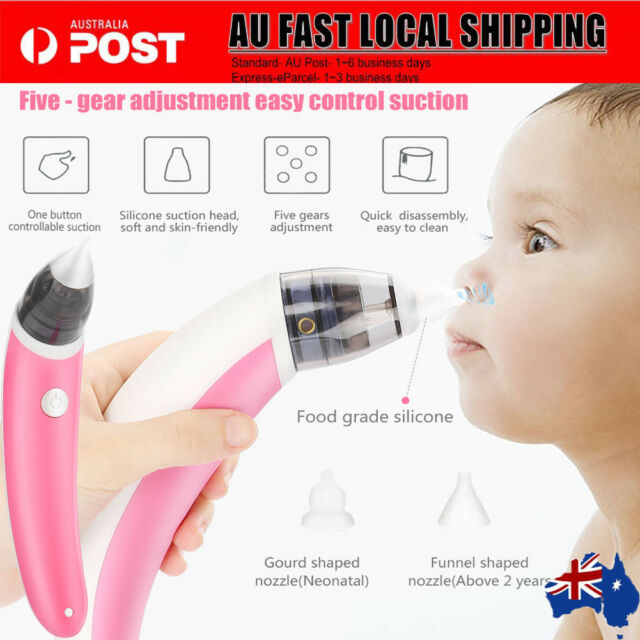 AUSTRALIA
POST
AU FAST LOCAL SHIPPING
Standard- AU Post- 1~6 business days
Express-eParcel- 1~3 business days
Five - gear adjustment easy control suction
One button
controllable suction
Silicone suction head,
soft and skin-friendly
Five gears
adjustment
Quick disassembly,
easy to clean
Food grade silicone
Gourd shaped
nozzle(Neonatal)
Funnel shaped
nozzle(Above 2 years